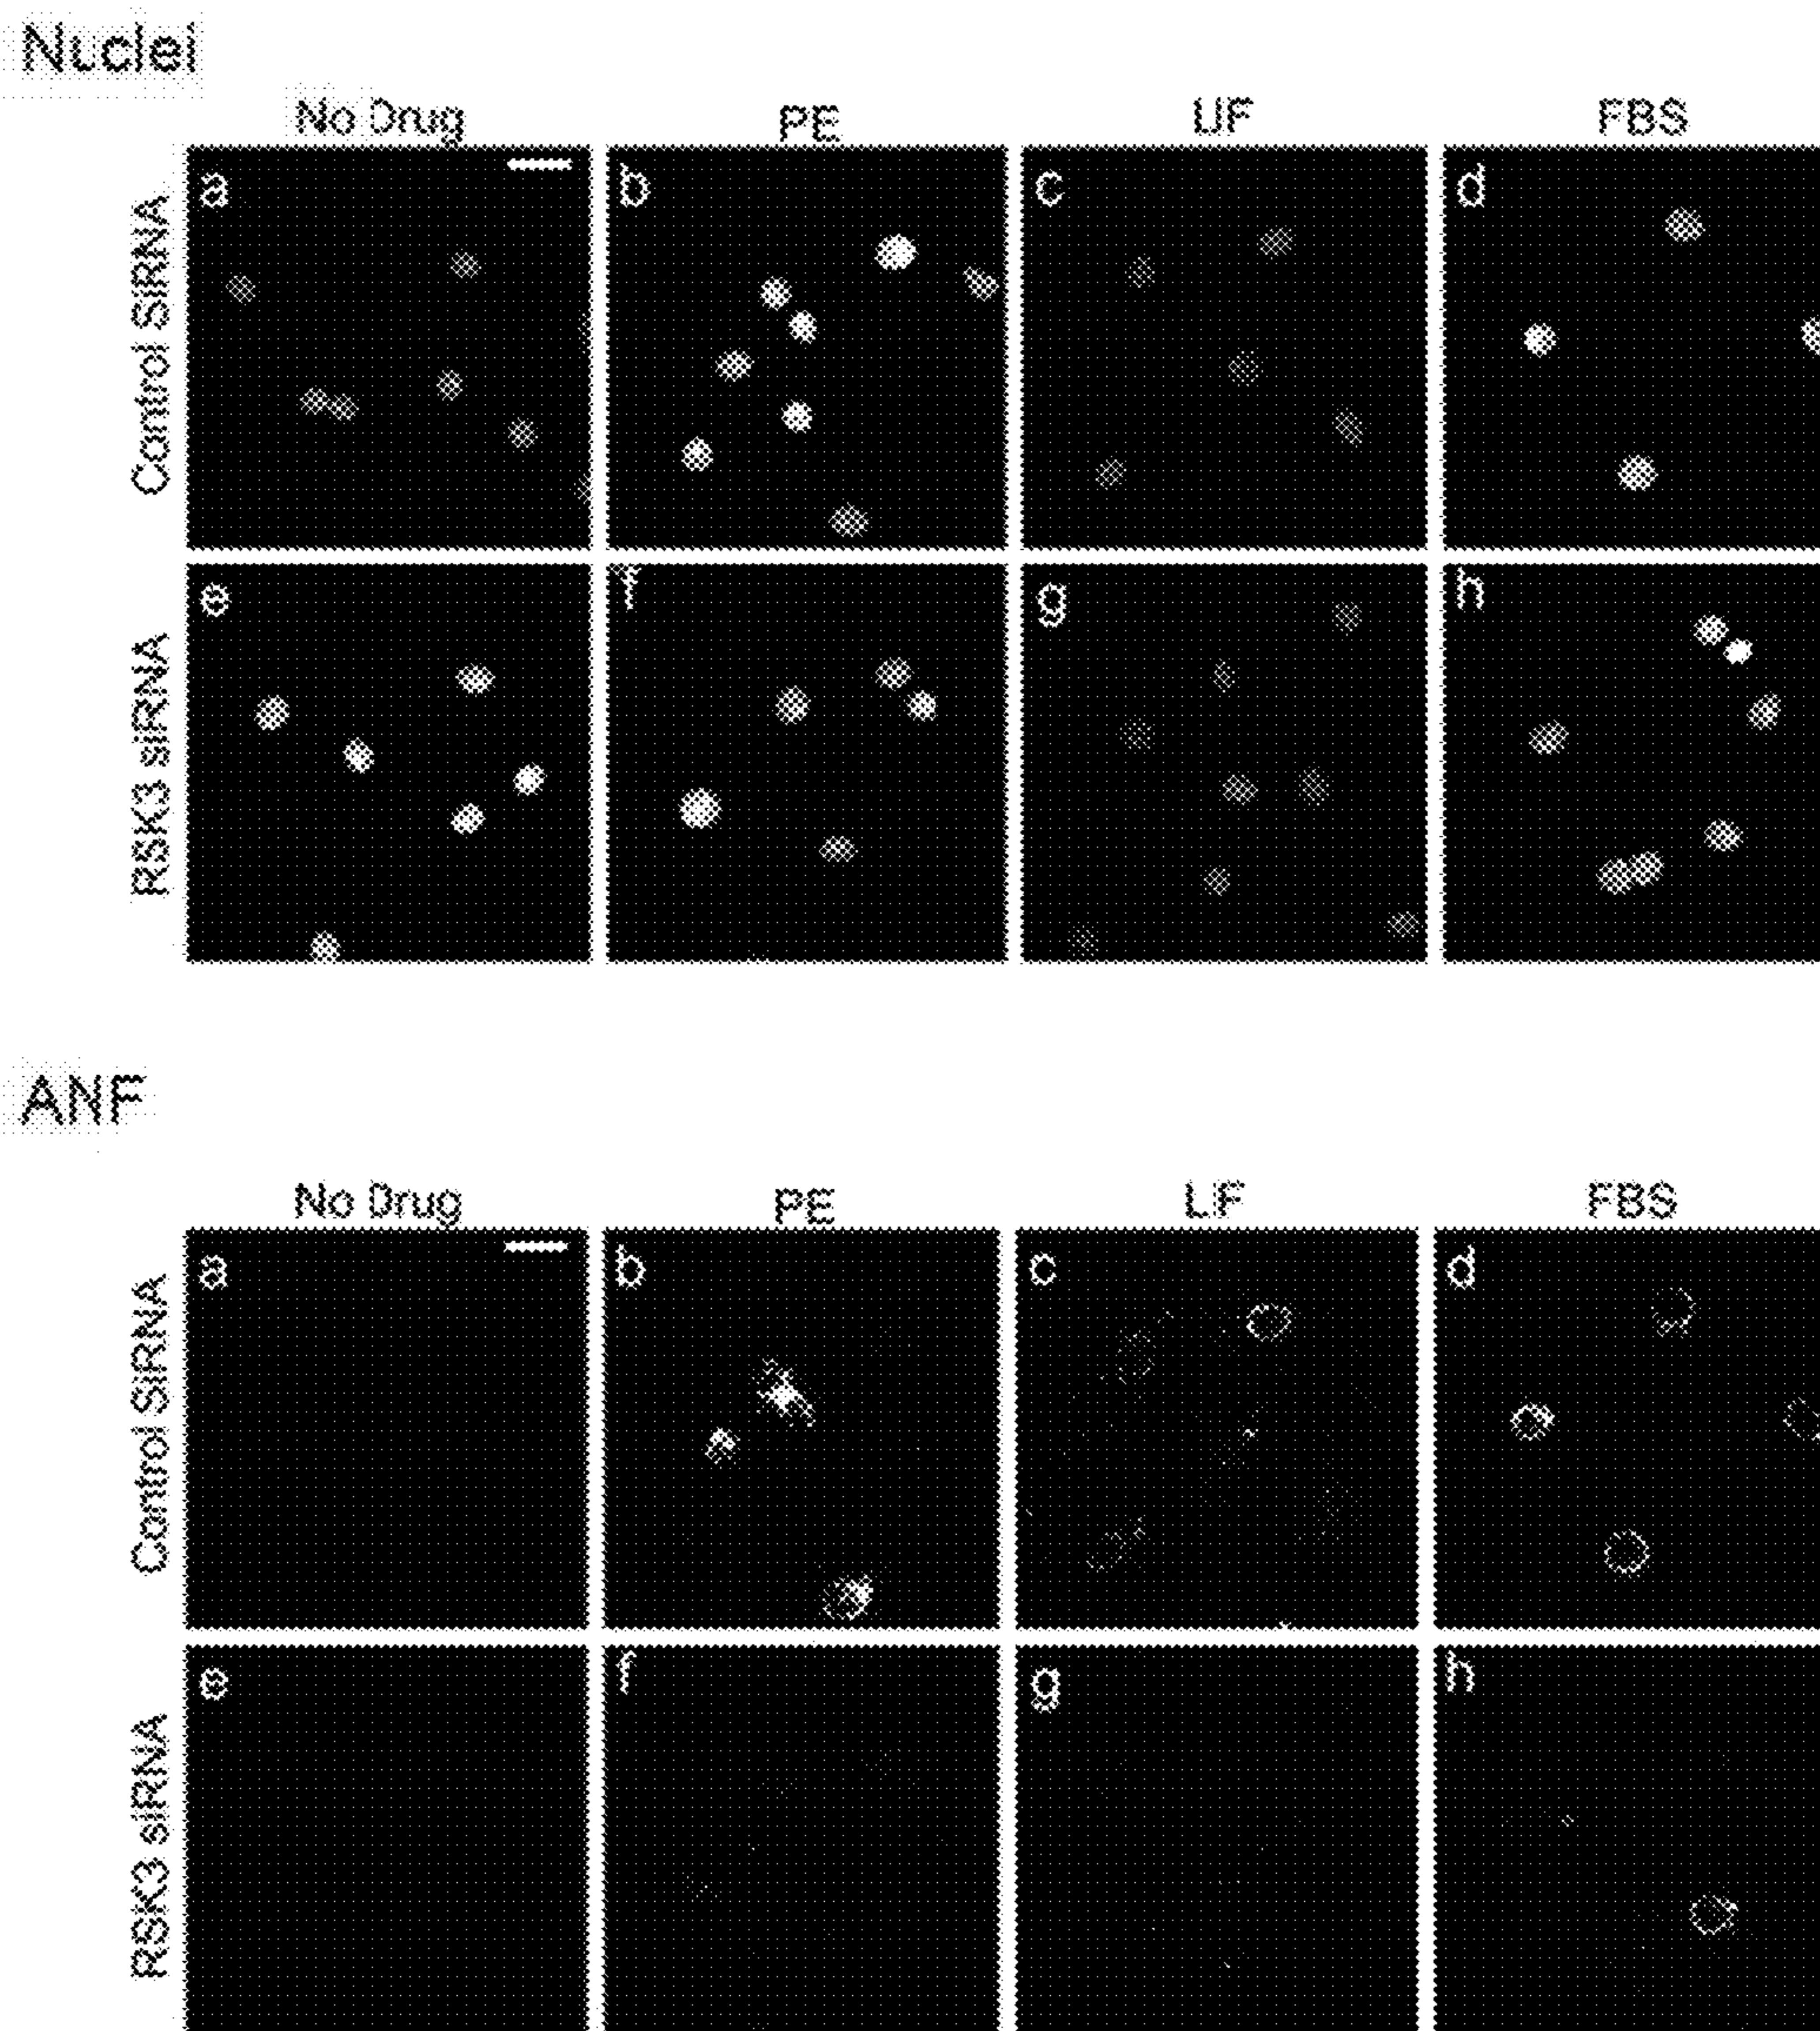 Nuclei
No Drug PE LIF FBS
Control SiRNA
a b c d
RSK3 siRNA
e f g h
ANF
No Drug PE LIF FBS
Control SiRNA
a b c d
RSK3 siRNA
e f g h